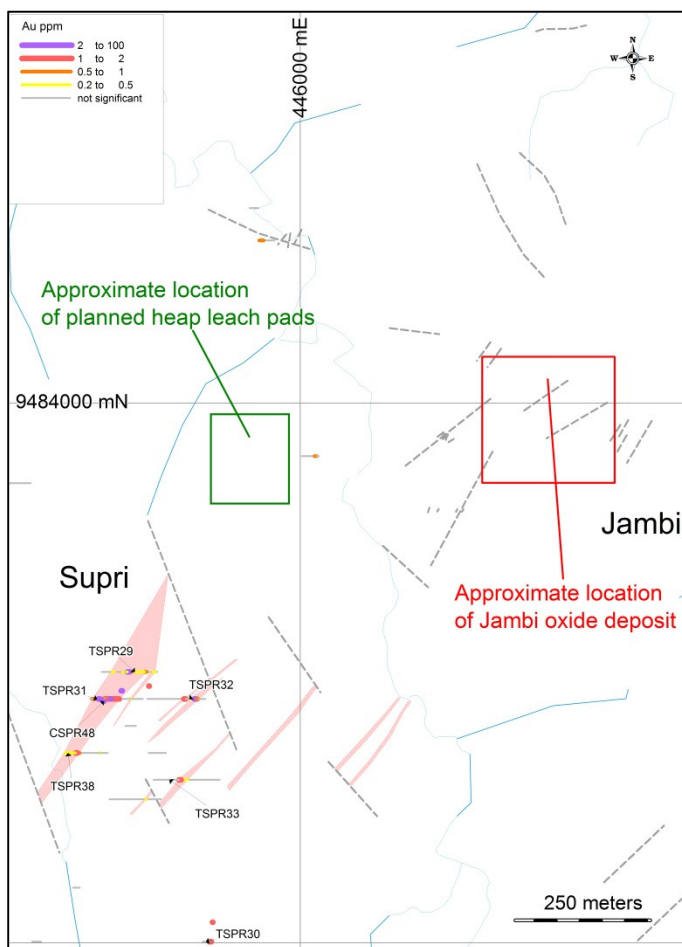 Au ppm
2 to 100
1 to 2
0.5 to 1
0.2 to 0.5
not significant
446000 mE
N
W E
S
Approximate location
of planned heap leach pads
9484000 mN
Jambi
Supri
Approximate location
of Jambi oxide deposit
TSPR29
TSPR31
TSPR32
CSPR48
TSPR38
TSPR33
250 meters
TSPR30